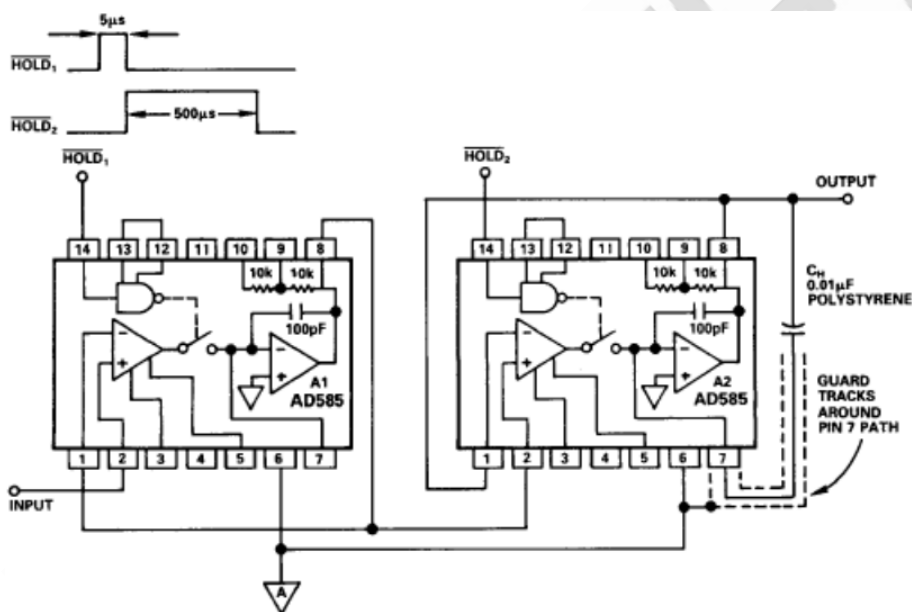 5μs
HOLD1
500μs
HOLD2
HOLD1
HOLD2
OUTPUT
14 13 12 11 10 9 8
14 13 12 11 10 9 8
10k 10k
10k 10k
CH
0.01μF
POLYSTYRENE
100pF
100pF
− + − +
− + − +
A1
AD585
A2
AD585
GUARD
TRACKS
AROUND
PIN 7 PATH
1 2 3 4 5 6 7
1 2 3 4 5 6 7
INPUT
A